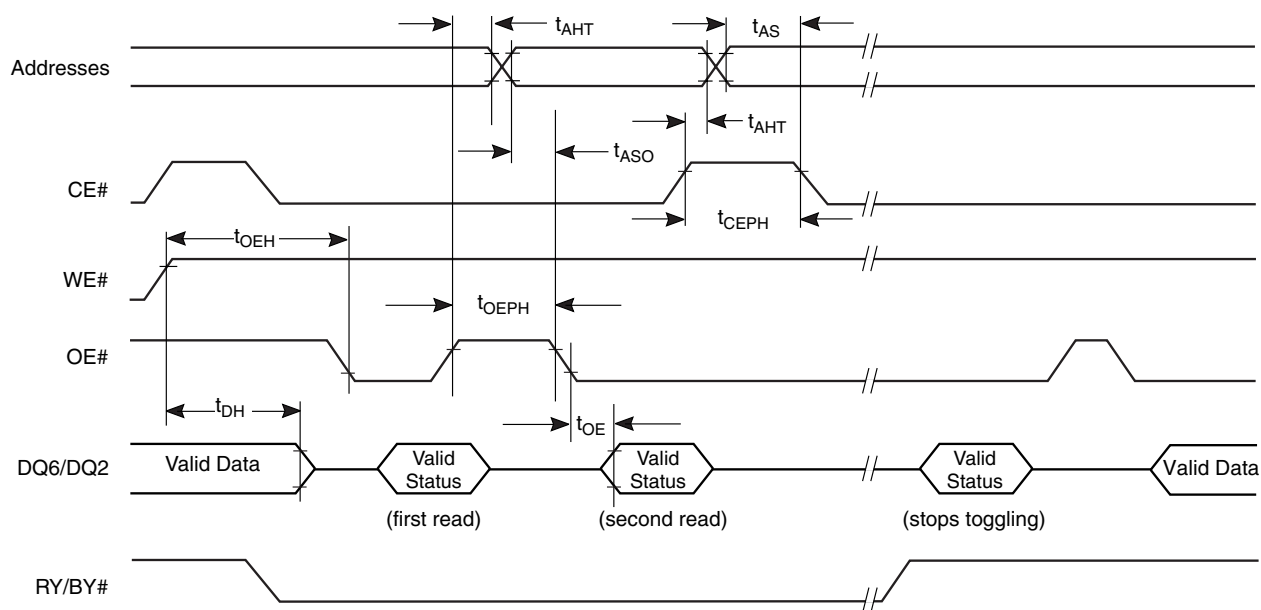 tAHT
tAS
Addresses
tAHT
tASO
CE#
tCEPH
tOEH
WE#
tOEPH
OE#
tDH
tOE
DQ6/DQ2
Valid Data
Valid
Status
Valid
Status
Valid
Status
Valid Data
(first read)
(second read)
(stops toggling)
RY/BY#